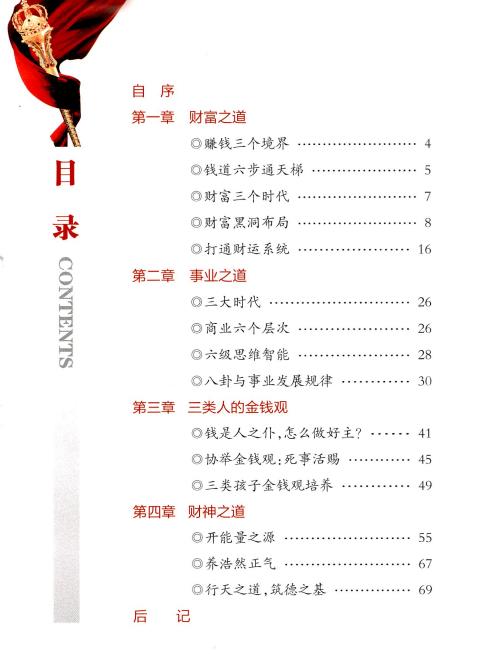 目录
CONTENTS
自 序
第一章 财富之道
◎赚钱三个境界 …………………… 4
◎钱道六步通天梯 ………………… 5
◎财富三个时代 …………………… 7
◎财富黑洞布局 …………………… 8
◎打通财运系统 …………………… 16
第二章 事业之道
◎三大时代 ………………………… 26
◎商业六个层次 …………………… 26
◎六级思维智能 …………………… 28
◎八卦与事业发展规律 ………… 30
第三章 三类人的金钱观
◎钱是人之仆,怎么做好主? …… 41
◎协举金钱观:死事活赐 ………… 45
◎三类孩子金钱观培养 ………… 49
第四章 财神之道
◎开能量之源 ……………………… 55
◎养浩然正气 ……………………… 67
◎行天之道,筑德之基 …………… 69
后 记